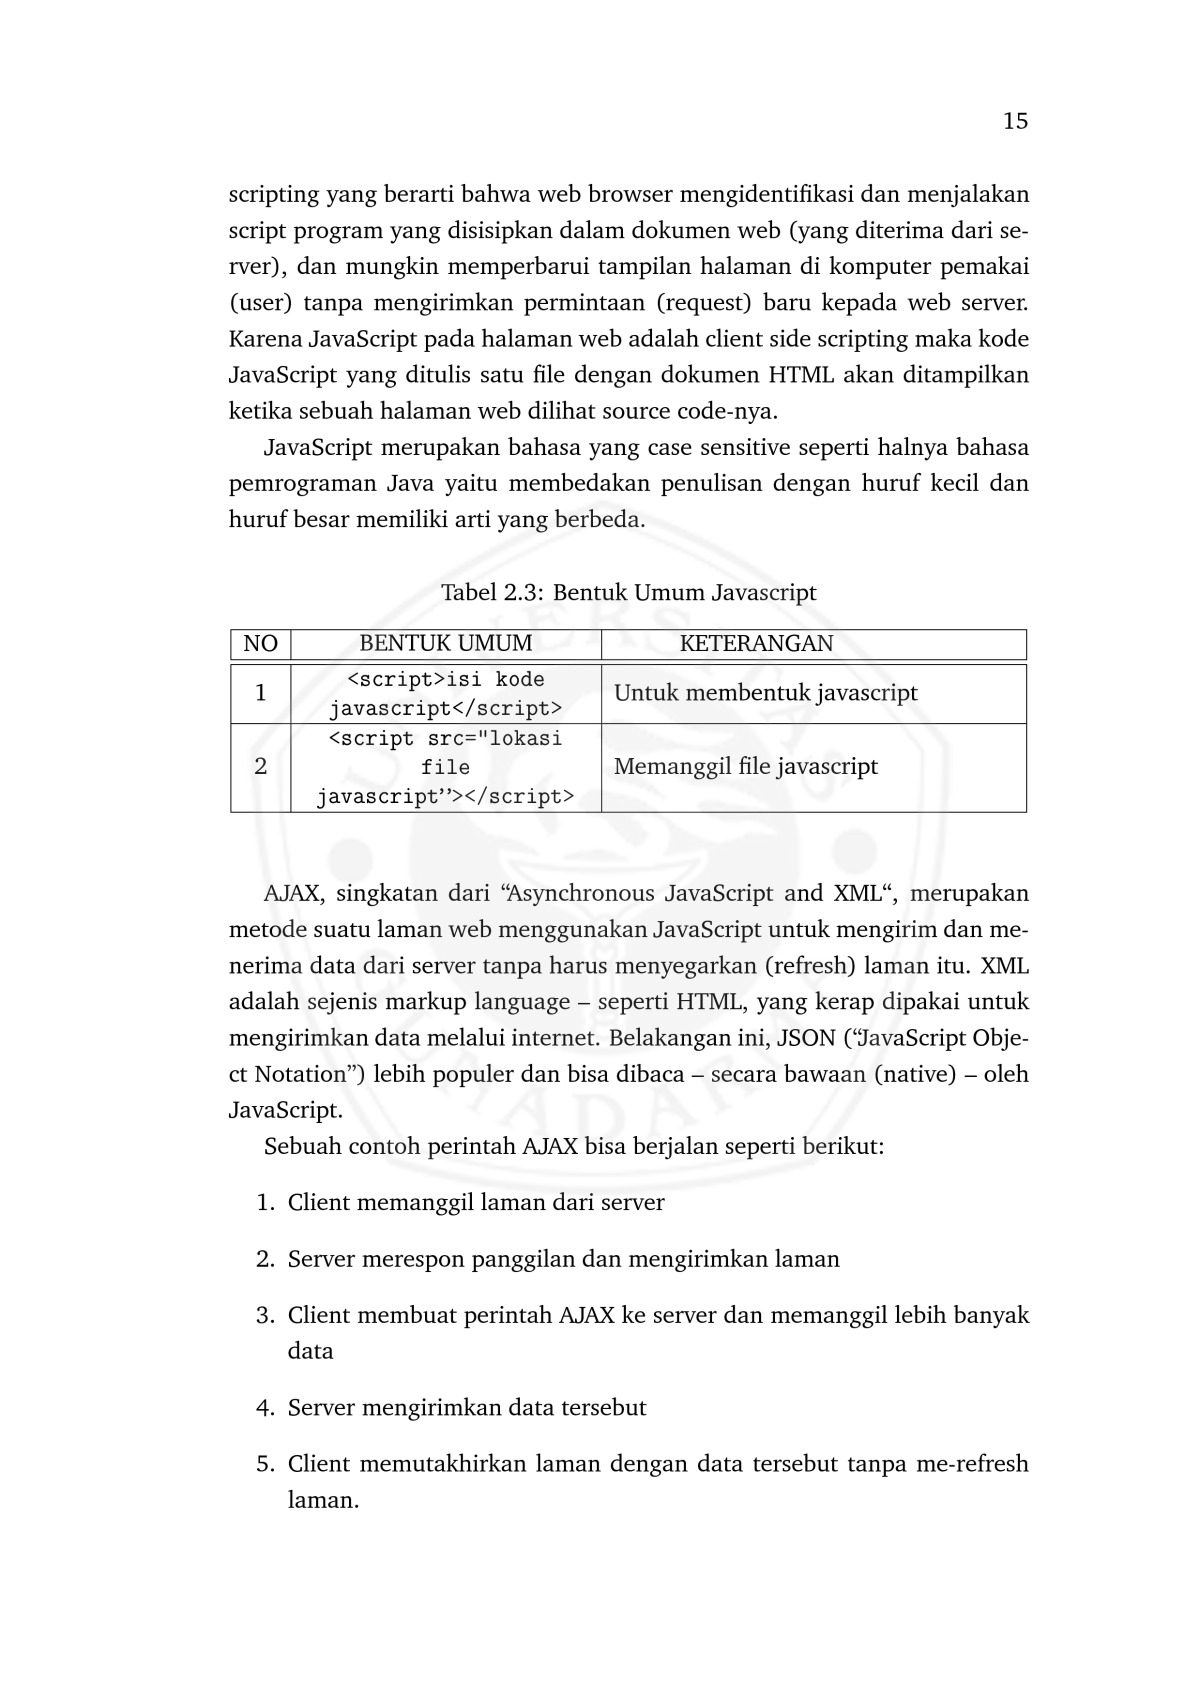 15
scripting yang berarti bahwa web browser mengidentifikasi dan menjalakan
script program yang disisipkan dalam dokumen web (yang diterima dari se-
rver), dan mungkin memperbarui tampilan halaman di komputer pemakai
(user) tanpa mengirimkan permintaan (request) baru kepada web server.
Karena JavaScript pada halaman web adalah client side scripting maka kode
JavaScript yang ditulis satu file dengan dokumen HTML akan ditampilkan
ketika sebuah halaman web dilihat source code-nya.
JavaScript merupakan bahasa yang case sensitive seperti halnya bahasa
pemrograman Java yaitu membedakan penulisan dengan huruf kecil dan
huruf besar memiliki arti yang berbeda.
Tabel 2.3: Bentuk Umum Javascript
NO BENTUK UMUM KETERANGAN
1 <script>isi kode javascript</script> Untuk membentuk javascript
2 <script src="lokasi file javascript”></script> Memanggil file javascript
UNIVERSITAS
GUNADARMA
AJAX, singkatan dari “Asynchronous JavaScript and XML“, merupakan
metode suatu laman web menggunakan JavaScript untuk mengirim dan me-
nerima data dari server tanpa harus menyegarkan (refresh) laman itu. XML
adalah sejenis markup language – seperti HTML, yang kerap dipakai untuk
mengirimkan data melalui internet. Belakangan ini, JSON (“JavaScript Obje-
ct Notation”) lebih populer dan bisa dibaca – secara bawaan (native) – oleh
JavaScript.
Sebuah contoh perintah AJAX bisa berjalan seperti berikut:
1. Client memanggil laman dari server
2. Server merespon panggilan dan mengirimkan laman
3. Client membuat perintah AJAX ke server dan memanggil lebih banyak
data
4. Server mengirimkan data tersebut
5. Client memutakhirkan laman dengan data tersebut tanpa me-refresh
laman.